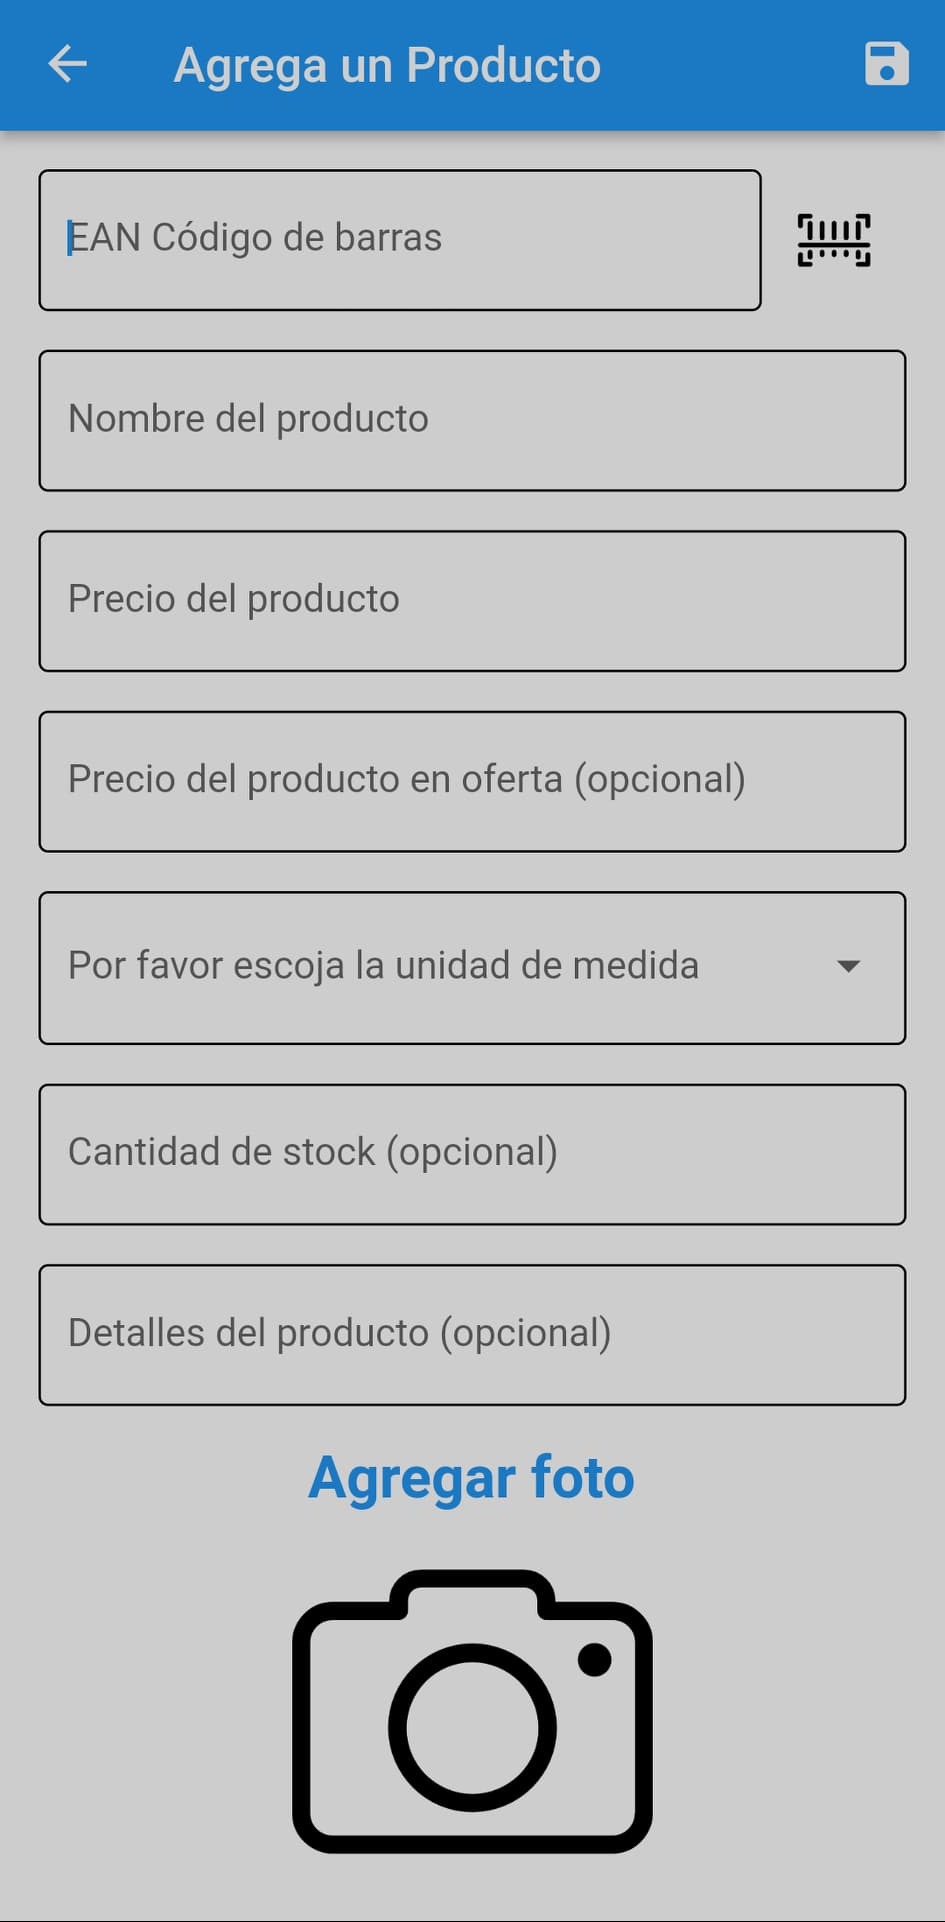 Agrega un Producto
EAN Código de barras
Nombre del producto
Precio del producto
Precio del producto en oferta (opcional)
Por favor escoja la unidad de medida
Cantidad de stock (opcional)
Detalles del producto (opcional)
Agregar foto